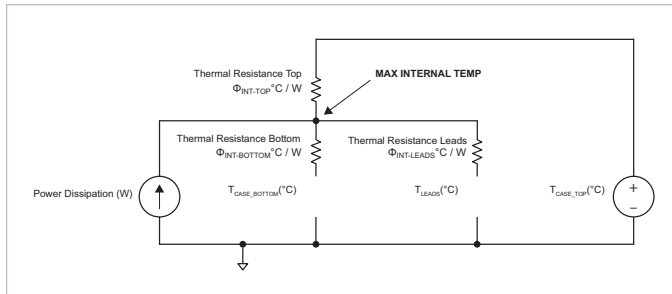 Thermal Resistance Top
MAX INTERNAL TEMP
ΦINT-TOP°C / W
Thermal Resistance Bottom
Thermal Resistance Leads
ΦINT-BOTTOM°C / W
ΦINT-LEADS°C / W
Power Dissipation (W)
TCASE_BOTTOM(°C)
TLEADS(°C)
TCASE_TOP(°C)
+
–